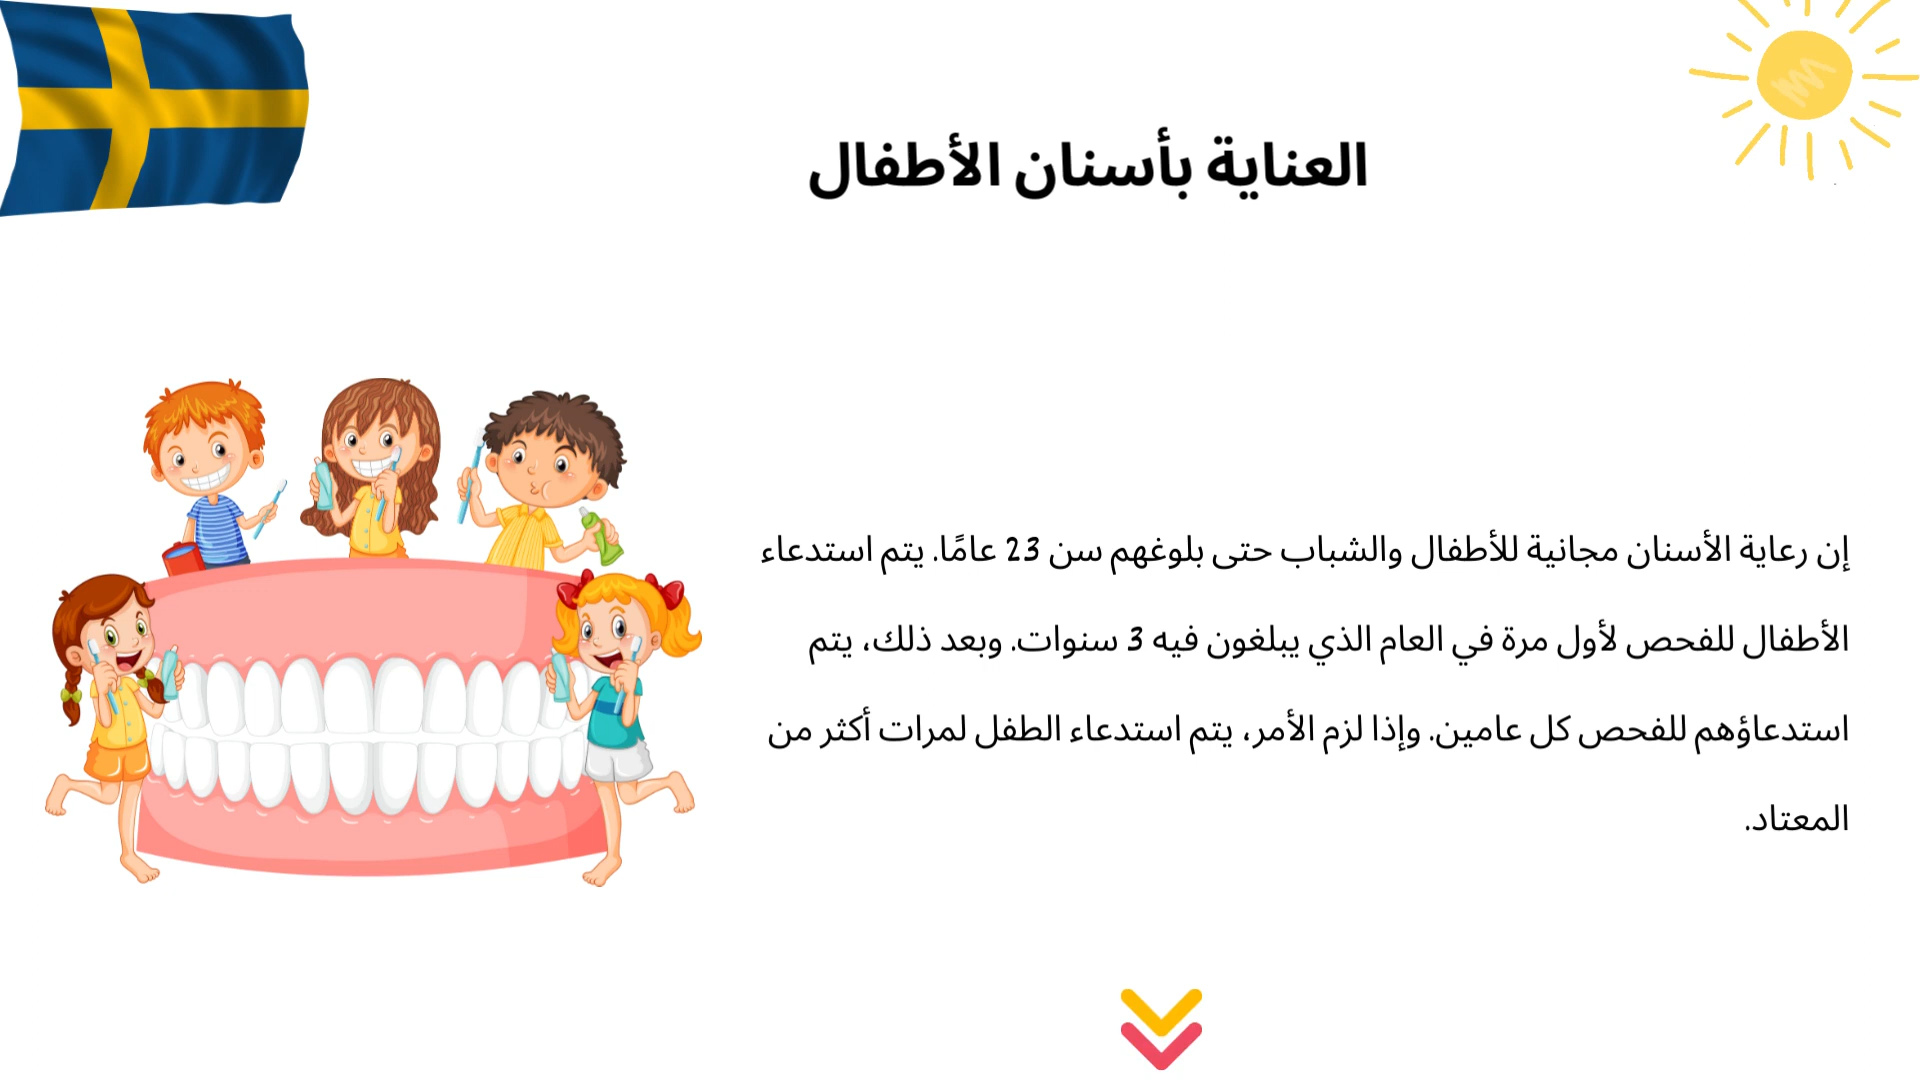 العناية بأسنان الأطفال
إن رعاية الأسنان مجانية للأطفال والشباب حتى بلوغهم سن 23 عامًا. يتم استدعاء
الأطفال للفحص لأول مرة في العام الذي يبلغون فيه 3 سنوات. وبعد ذلك، يتم
استدعاؤهم للفحص كل عامين. وإذا لزم الأمر، يتم استدعاء الطفل لمرات أكثر من
المعتاد.